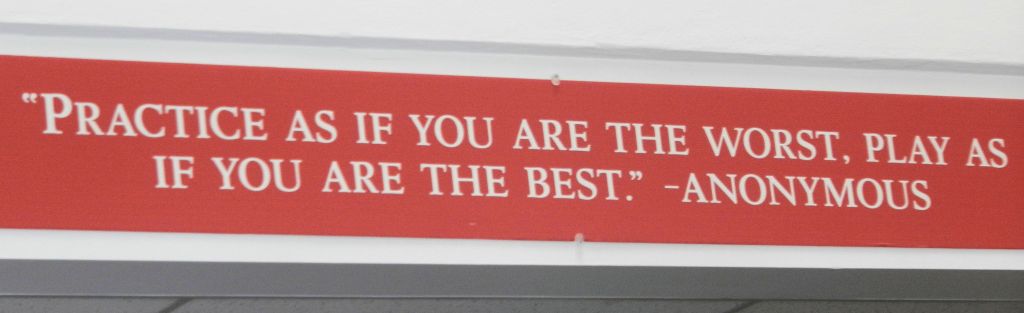 “PRACTICE AS IF YOU ARE THE WORST, PLAY AS
IF YOU ARE THE BEST.” -ANONYMOUS